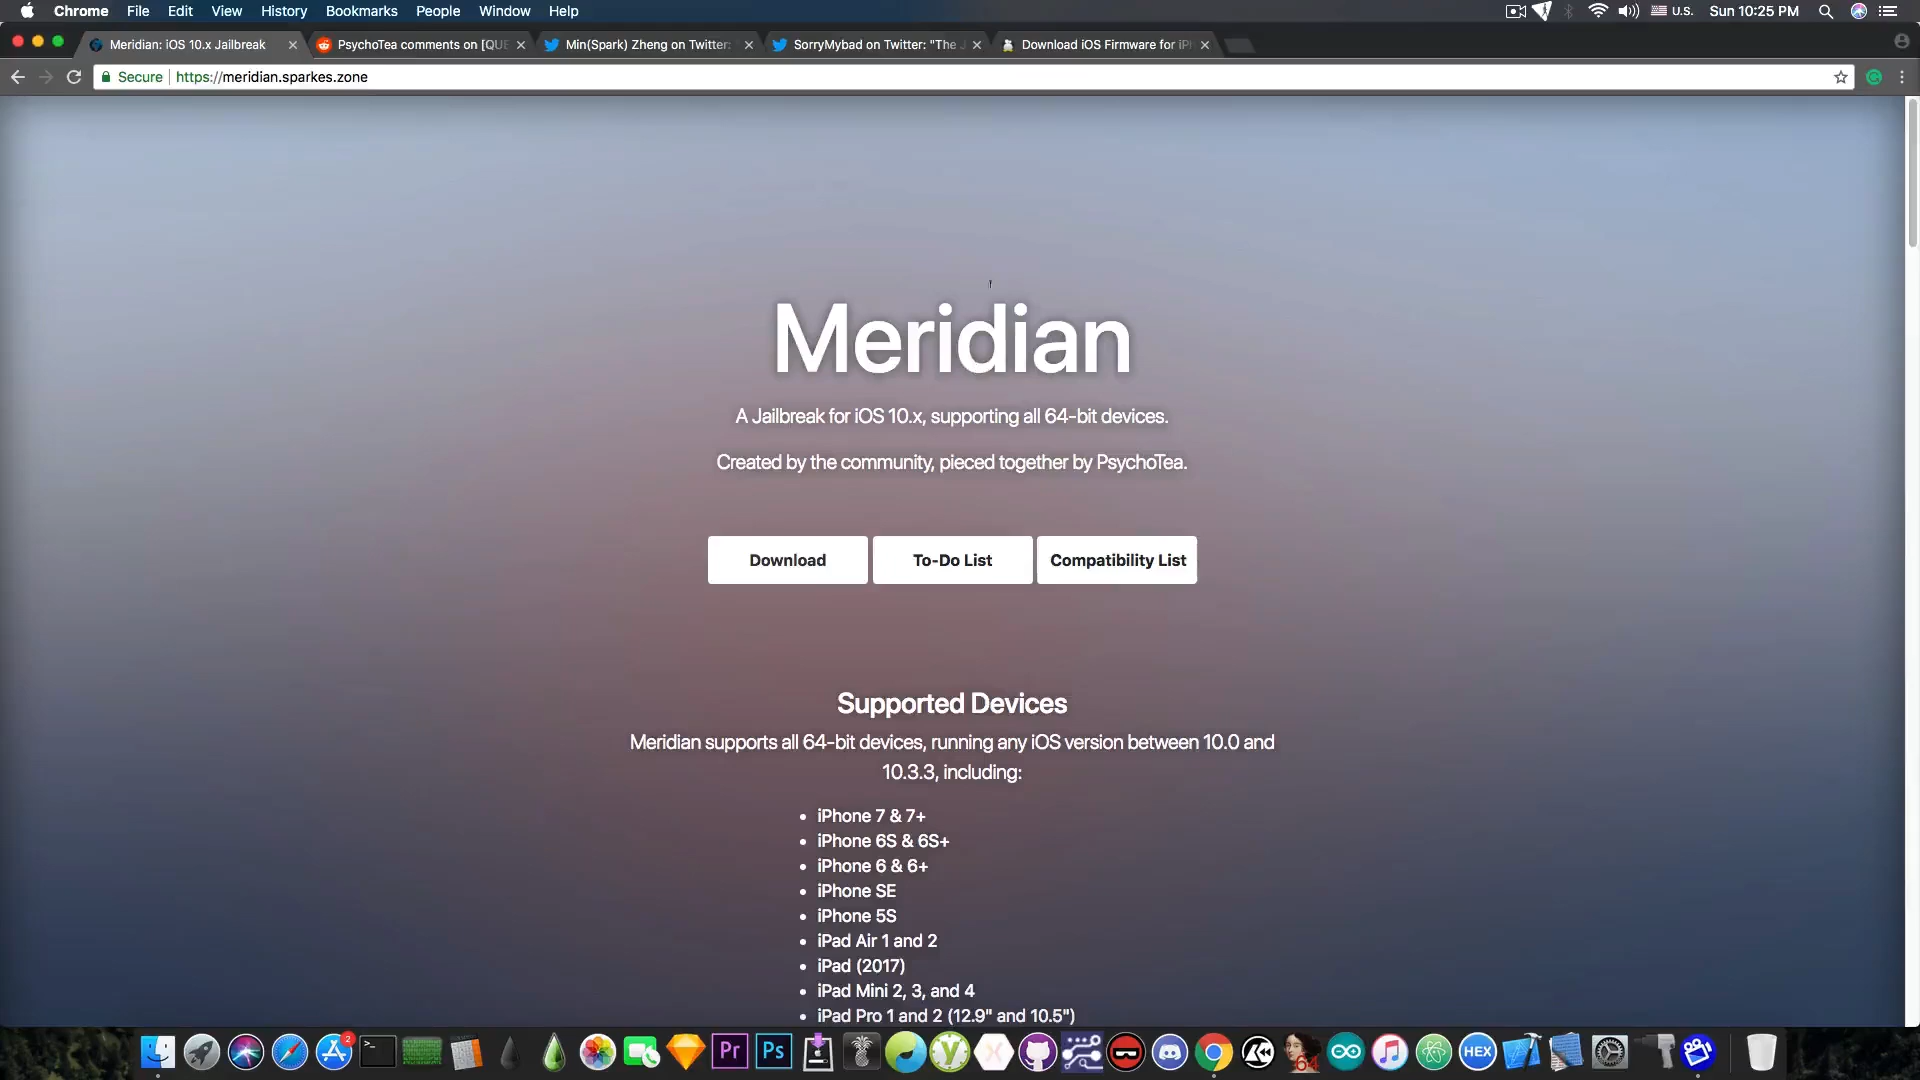 Chrome File Edit View History Bookmarks People Window Help U.S. Sun 10:25 PM
Meridian: iOS 10.x Jailbreak PsychoTea comments on [QUE Min(Spark) Zheng on Twitter: SorryMybad on Twitter: "The J Download iOS Firmware for iPh
Secure https://meridian.sparkes.zone
Meridian
A Jailbreak for iOS 10.x, supporting all 64-bit devices.
Created by the community, pieced together by PsychoTea.
Download To-Do List Compatibility List
Supported Devices
Meridian supports all 64-bit devices, running any iOS version between 10.0 and
10.3.3, including:
• iPhone 7 & 7+
• iPhone 6S & 6S+
• iPhone 6 & 6+
• iPhone SE
• iPhone 5S
• iPad Air 1 and 2
• iPad (2017)
• iPad Mini 2, 3, and 4
• iPad Pro 1 and 2 (12.9" and 10.5")
2 Pr Ps 64 HEX